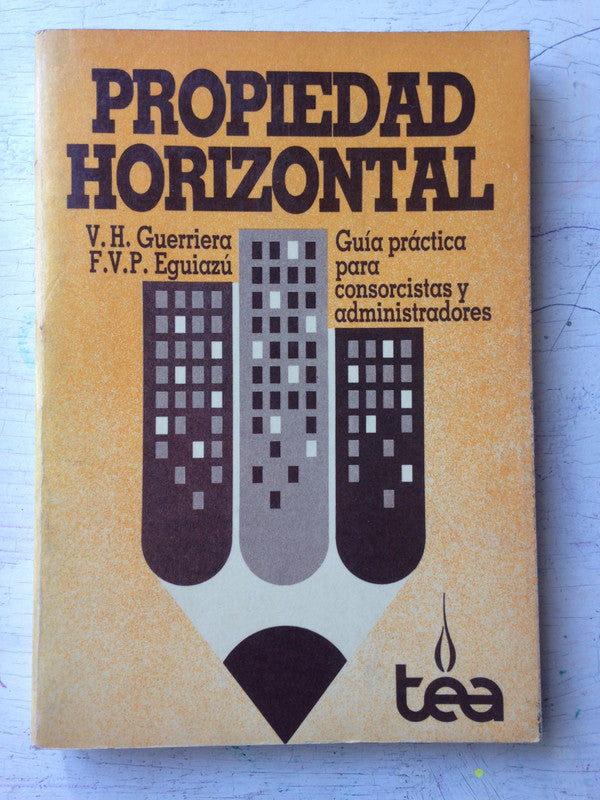 PROPIEDAD
HORIZONTAL
V. H. Guerriera
F.V.P. Eguiazú
Guía práctica
para
consorcistas y
administradores
tea